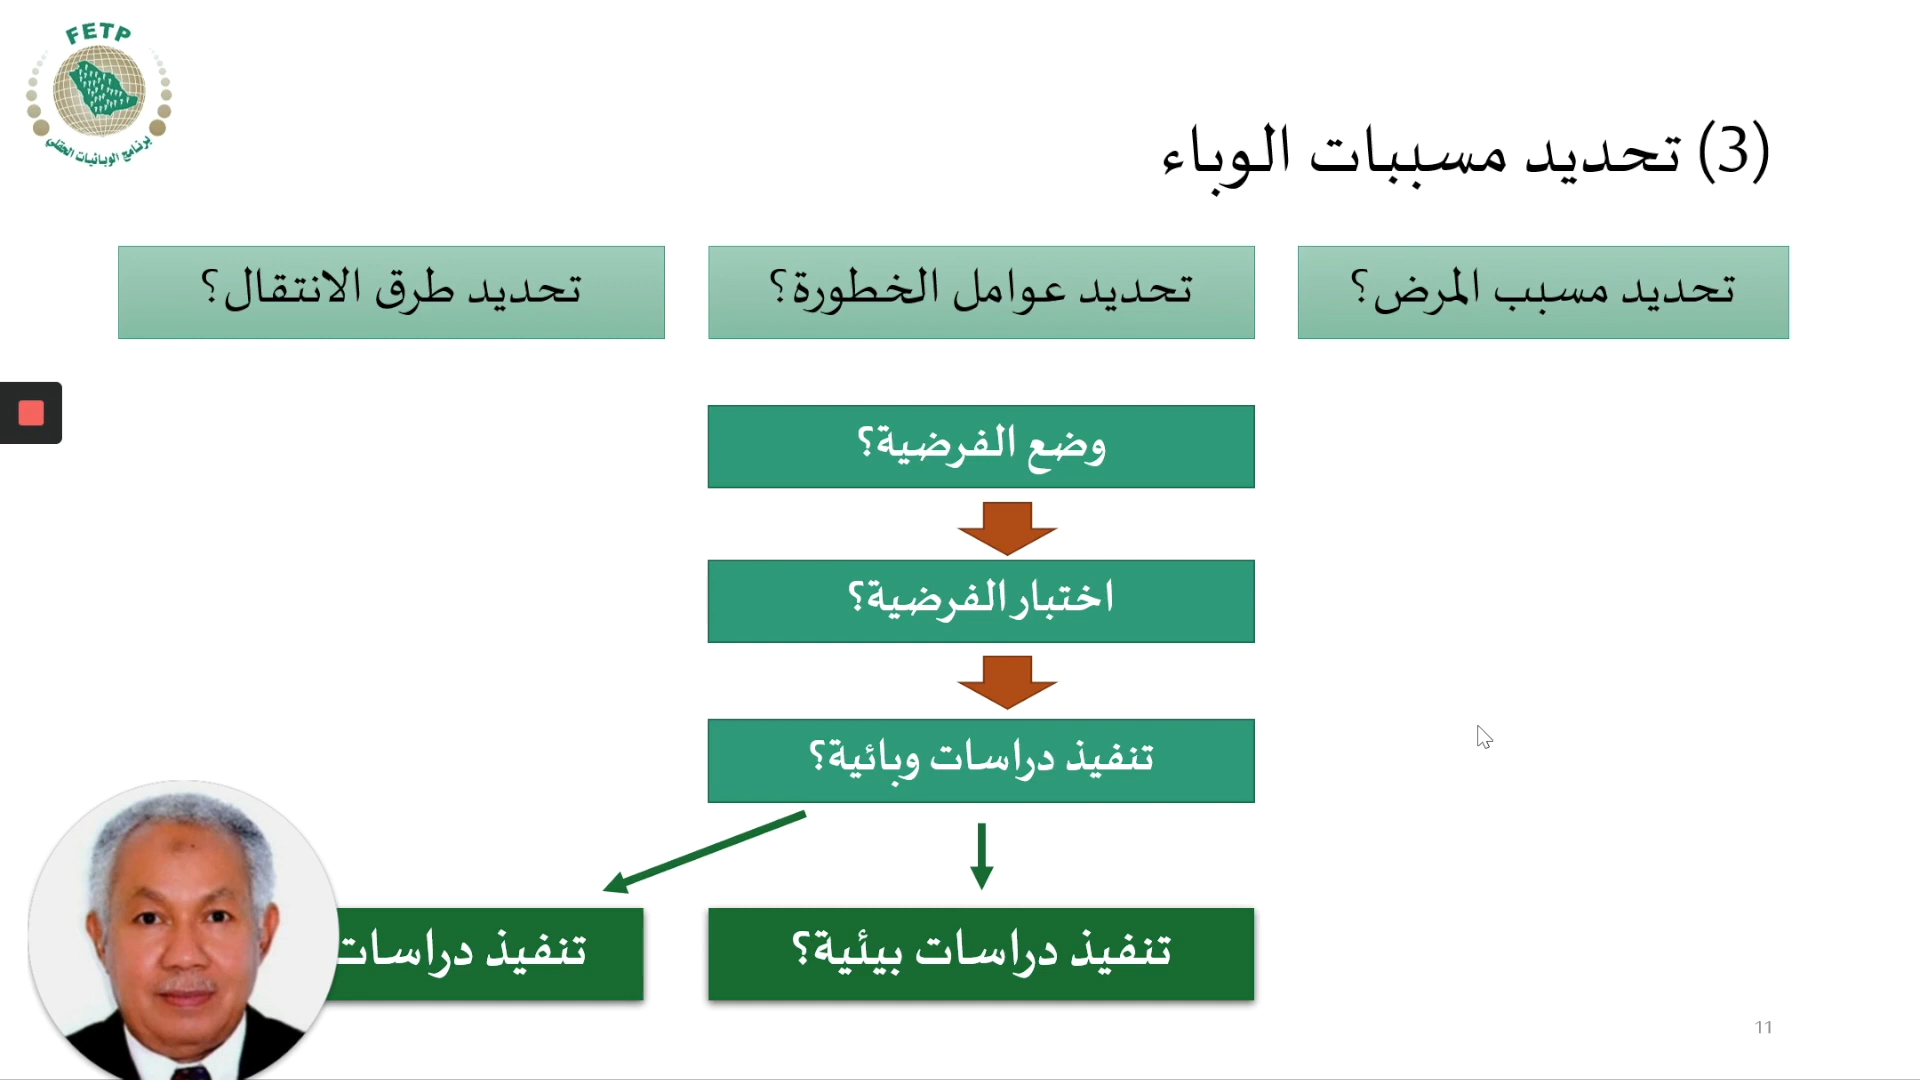 FETP
برنامج الوبائيات الحقلي
(3) تحديد مسببات الوباء
تحديد مسبب المرض؟
تحديد عوامل الخطورة؟
تحديد طرق الانتقال؟
وضع الفرضية؟
اختبار الفرضية؟
تنفيذ دراسات وبائية؟
تنفيذ دراسات بيئية؟
تنفيذ دراسات
11